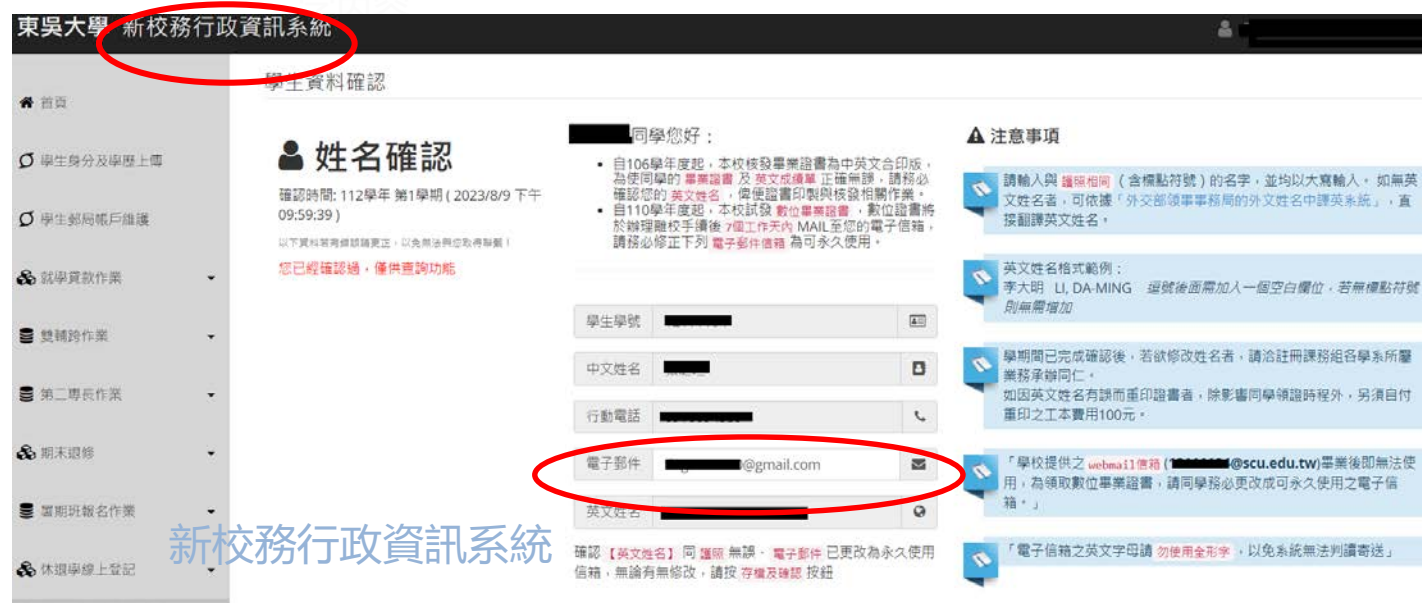 東吳大學 新校務行政資訊系統
學生資料確認
首頁
學生身分及學歷上傳
學生郵局帳戶維護
就學貸款作業
雙輔跨作業
第二專長作業
期末退修
暑期班報名作業
休退學線上登記
姓名確認
確認時間: 112學年 第1學期 ( 2023/8/9 下午
09:59:39 )
以下資料若有錯誤請更正，以免無法與您取得聯繫！
您已經確認過，僅供查詢功能
同學您好：
自106學年度起，本校核發畢業證書為中英文合印版，
為使同學的 畢業證書 及 英文成績單 正確無誤，請務必
確認您的 英文姓名 ，俾便證書印製與核發相關作業。
自110學年度起，本校試發 數位畢業證書 ，數位證書將
於辦理離校手續後 7個工作天內 MAIL至您的電子信箱，
請務必修正下列 電子郵件信箱 為可永久使用。
學生學號
中文姓名
行動電話
電子郵件 @gmail.com
英文姓名
新校務行政資訊系統
確認【英文姓名】同 護照 無誤、電子郵件 已更改為永久使用
信箱，無論有無修改，請按 存檔及確認 按鈕
注意事項
請輸入與 護照相同 （含標點符號）的名字，並均以大寫輸入。 如無英
文姓名者，可依據「外交部領事事務局的外文姓名中譯英系統」，直
接翻譯英文姓名。
英文姓名格式範例：
李大明 LI, DA-MING 逗號後面需加入一個空白欄位，若無標點符號
則無需增加
學期間已完成確認後，若欲修改姓名者，請洽註冊課務組各學系所屬
業務承辦同仁。
如因英文姓名有誤而重印證書者，除影響同學領證時程外，另須自付
重印之工本費用100元。
「學校提供之 webmail信箱 (@scu.edu.tw)畢業後即無法使
用，為領取數位畢業證書，請同學務必更改成可永久使用之電子信
箱。」
「電子信箱之英文字母請 勿使用全形字 ，以免系統無法判讀寄送」